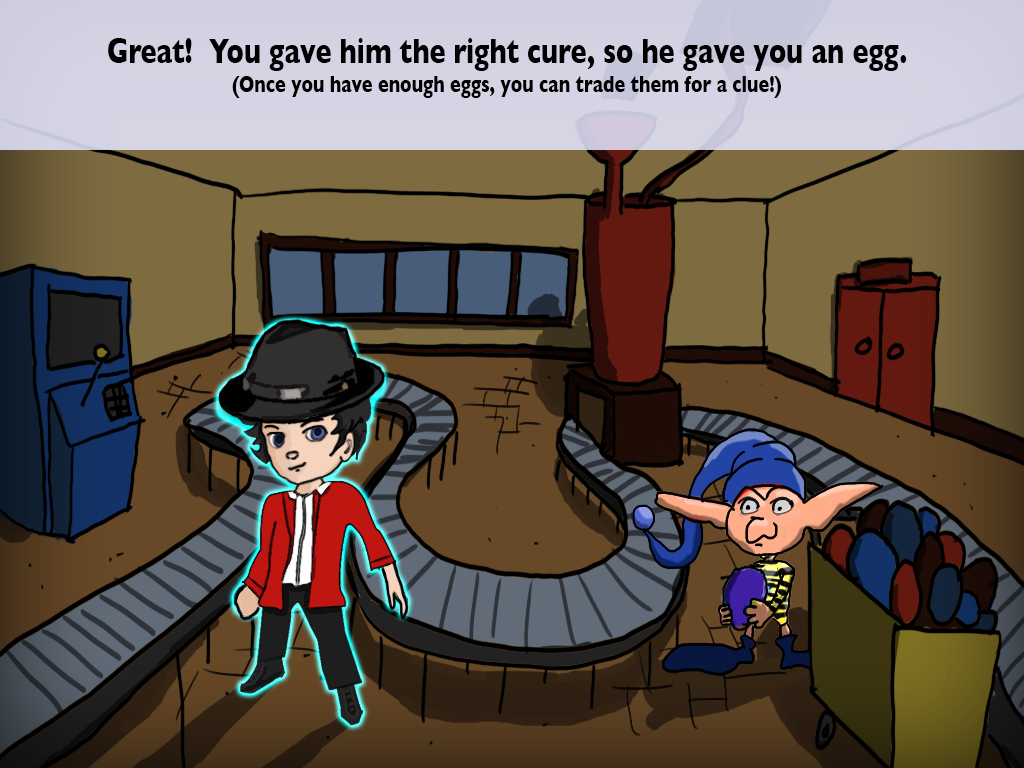 Great!  You gave him the right cure, so he gave you an egg.
(Once you have enough eggs, you can trade them for a clue!)